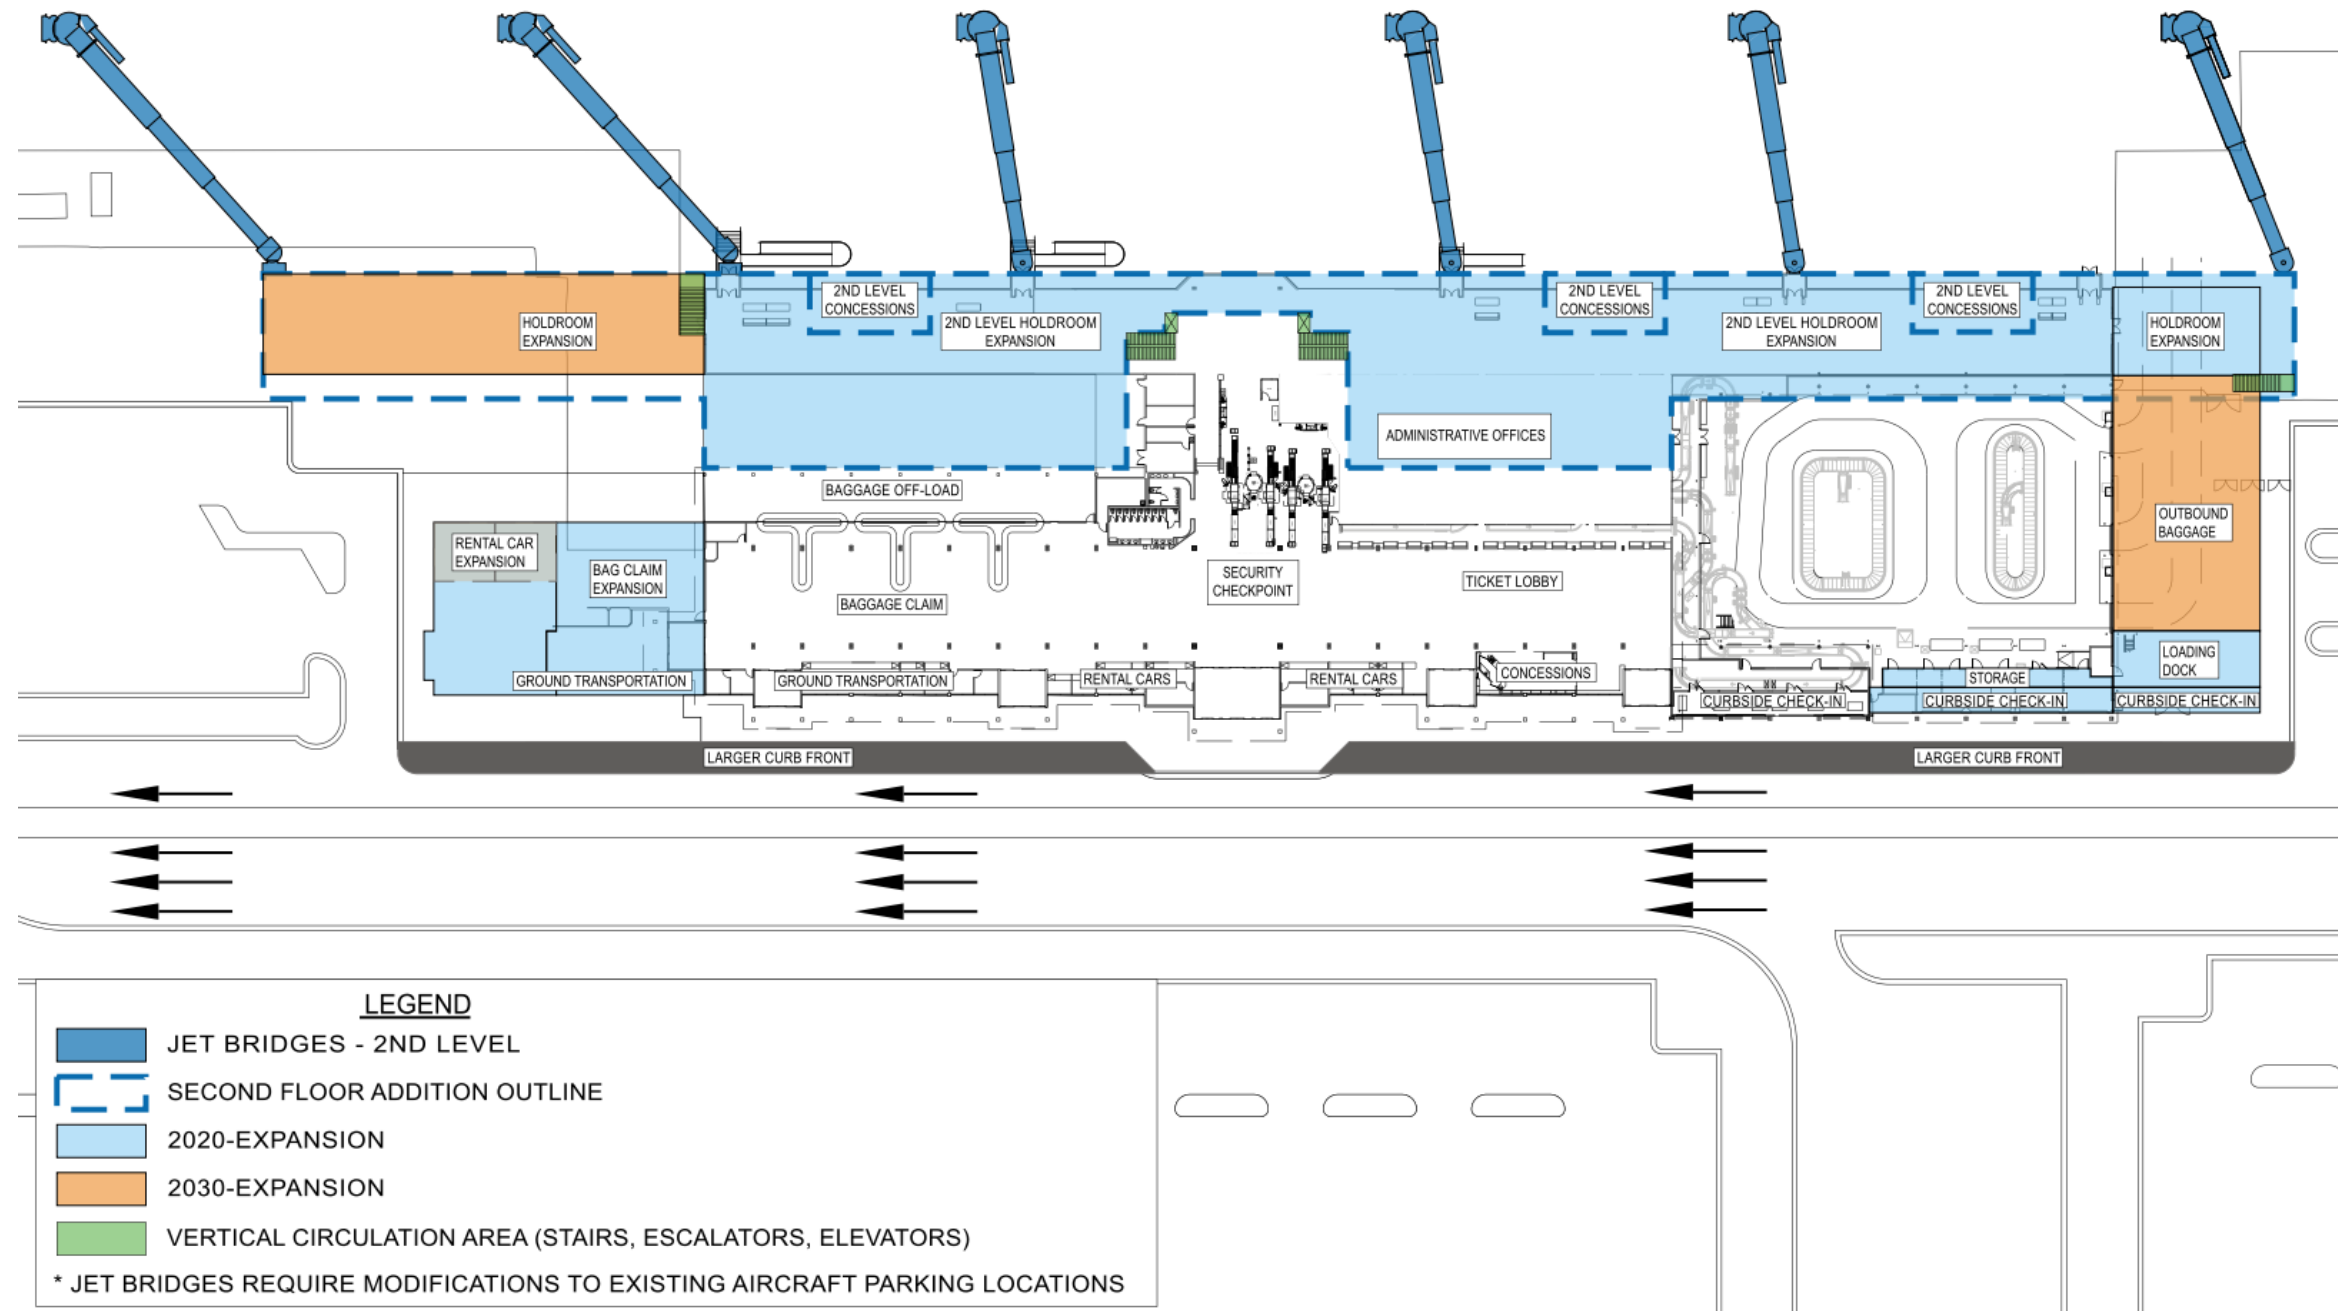 2ND LEVEL
CONCESSIONS
2ND LEVEL
CONCESSIONS
2ND LEVEL
CONCESSIONS
HOLDROOM
EXPANSION
2ND LEVEL HOLDROOM
EXPANSION
2ND LEVEL HOLDROOM
EXPANSION
HOLDROOM
EXPANSION
ADMINISTRATIVE OFFICES
BAGGAGE OFF-LOAD
OUTBOUND
BAGGAGE
RENTAL CAR
EXPANSION
BAG CLAIM
EXPANSION
SECURITY
CHECKPOINT
TICKET LOBBY
BAGGAGE CLAIM
LOADING
DOCK
GROUND TRANSPORTATION
GROUND TRANSPORTATION
RENTAL CARS
RENTAL CARS
CONCESSIONS
STORAGE
CURBSIDE CHECK-IN
CURBSIDE CHECK-IN
CURBSIDE CHECK-IN
LARGER CURB FRONT
LARGER CURB FRONT
LEGEND
JET BRIDGES - 2ND LEVEL
SECOND FLOOR ADDITION OUTLINE
2020-EXPANSION
2030-EXPANSION
VERTICAL CIRCULATION AREA (STAIRS, ESCALATORS, ELEVATORS)
* JET BRIDGES REQUIRE MODIFICATIONS TO EXISTING AIRCRAFT PARKING LOCATIONS